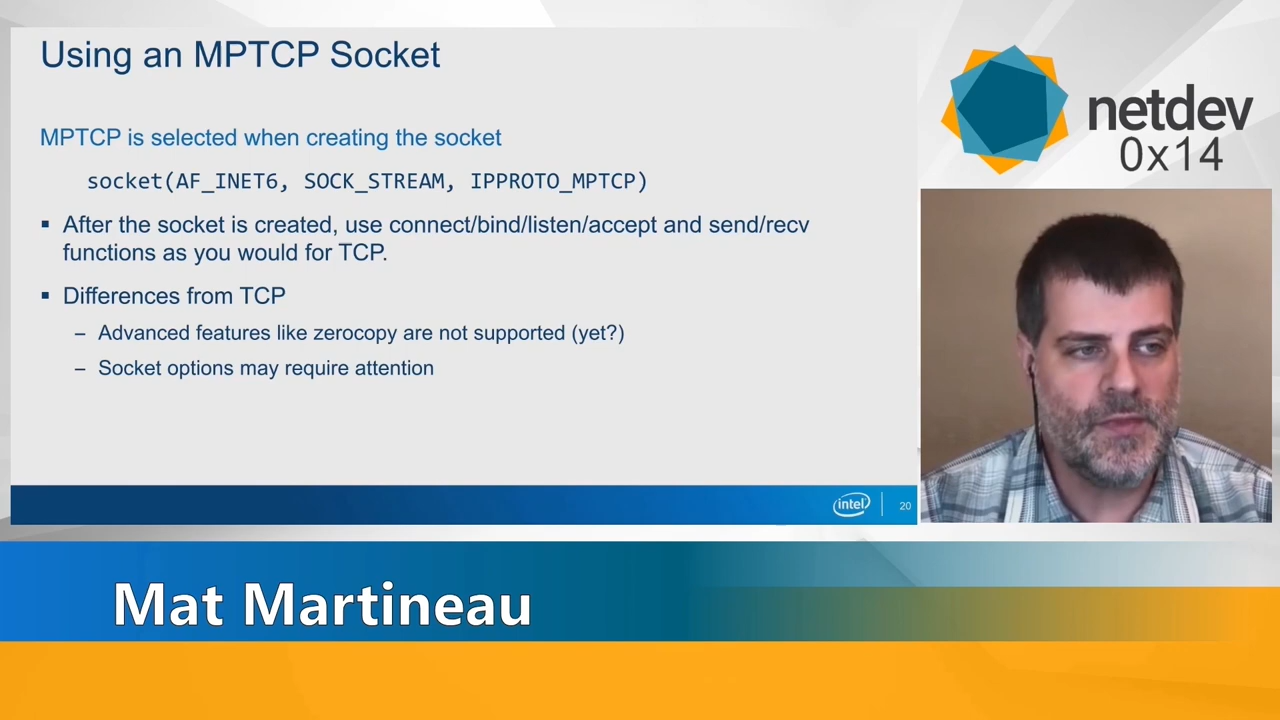 Using an MPTCP Socket
MPTCP is selected when creating the socket
socket(AF_INET6, SOCK_STREAM, IPPROTO_MPTCP)
▪ After the socket is created, use connect/bind/listen/accept and send/recv
functions as you would for TCP.
▪ Differences from TCP
– Advanced features like zerocopy are not supported (yet?)
– Socket options may require attention
intel
20
netdev
0x14
Mat Martineau